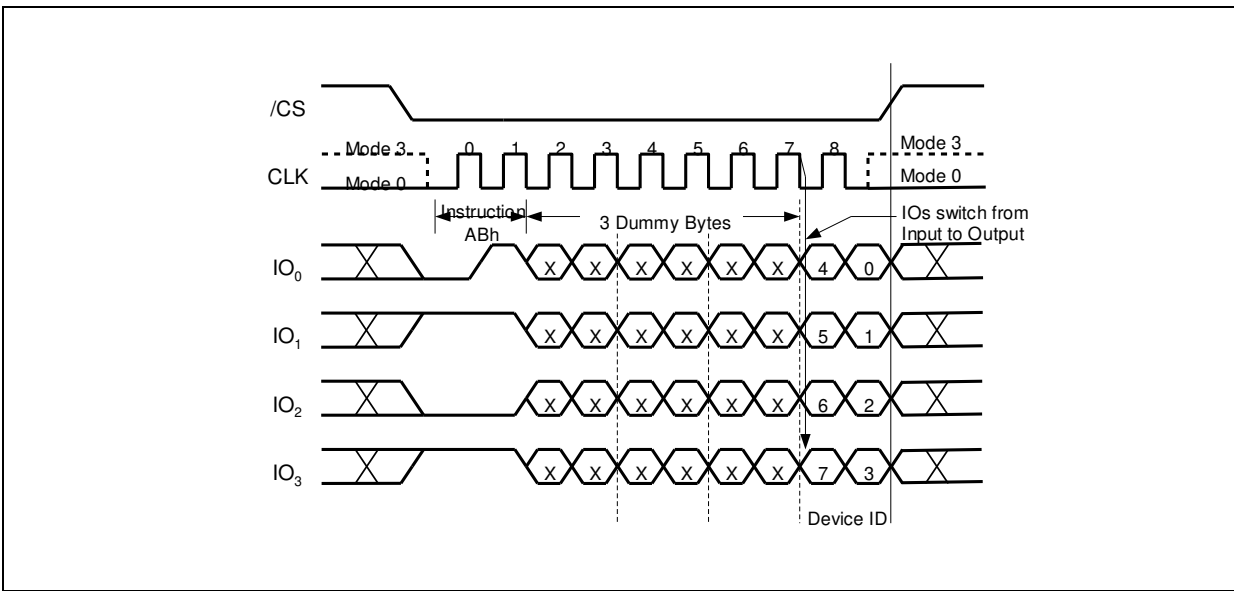 /CS
Mode 3 0 1 2 3 4 5 6 7 8 Mode 3
CLK Mode 0 Mode 0
Instruction
ABh
3 Dummy Bytes
IOs switch from
Input to Output
IO0 X X X X X X 4 0
IO1 X X X X X X 5 1
IO2 X X X X X X 6 2
IO3 X X X X X X 7 3
Device ID